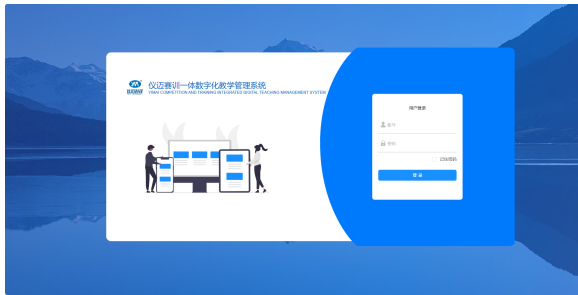 仪迈赛训一体数字化教学管理系统
YIMAI COMPETITION AND TRAINING INTEGRATED DIGITAL TEACHING MANAGEMENT SYSTEM
用户登录
账号
密码
记住密码
登 录